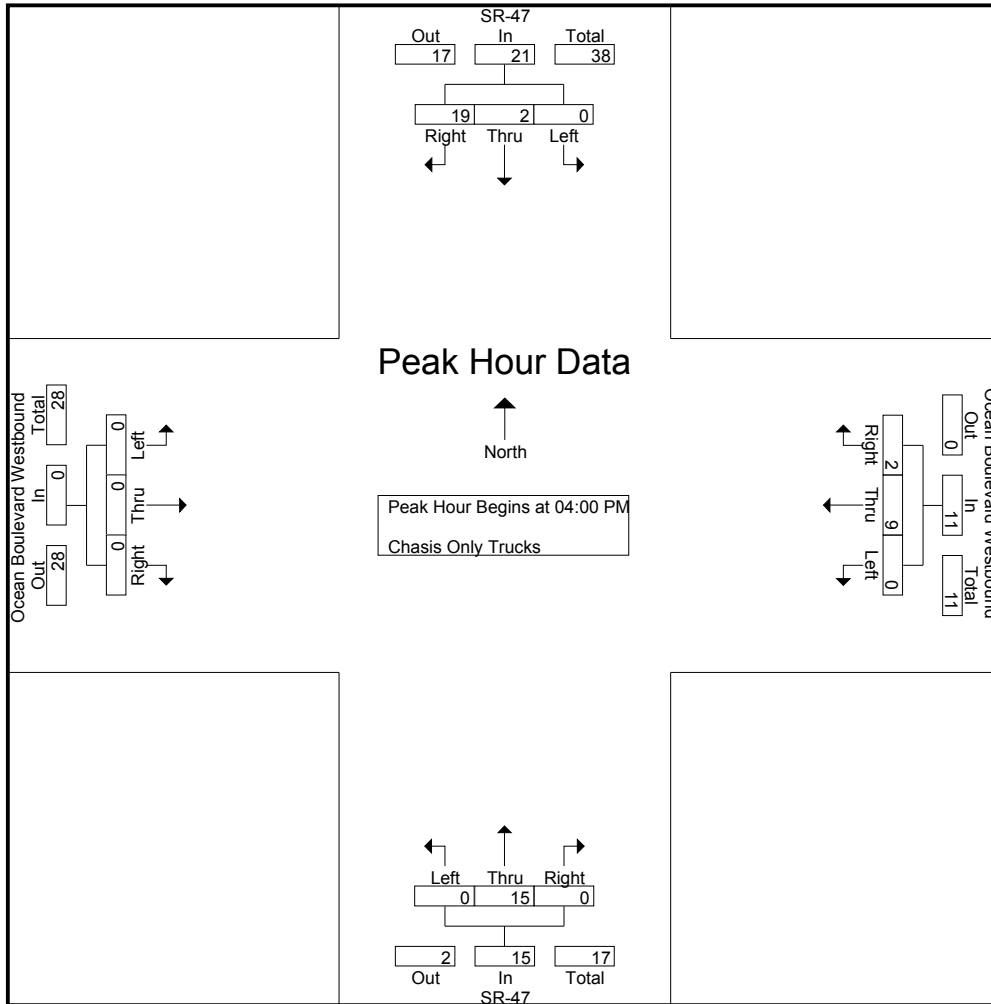 SR-47
Out In Total
17 21 38
19 2 0
Right Thru Left
Peak Hour Data
North
Peak Hour Begins at 04:00 PM
Chasis Only Trucks
Ocean Boulevard Westbound
Total In Out
28 0 28
0 0 0
Left Thru Right
Ocean Boulevard Westbound
Out In Total
0 11 11
2 9 0
Right Thru Left
Left Thru Right
0 15 0
2 15 17
Out In Total
SR-47